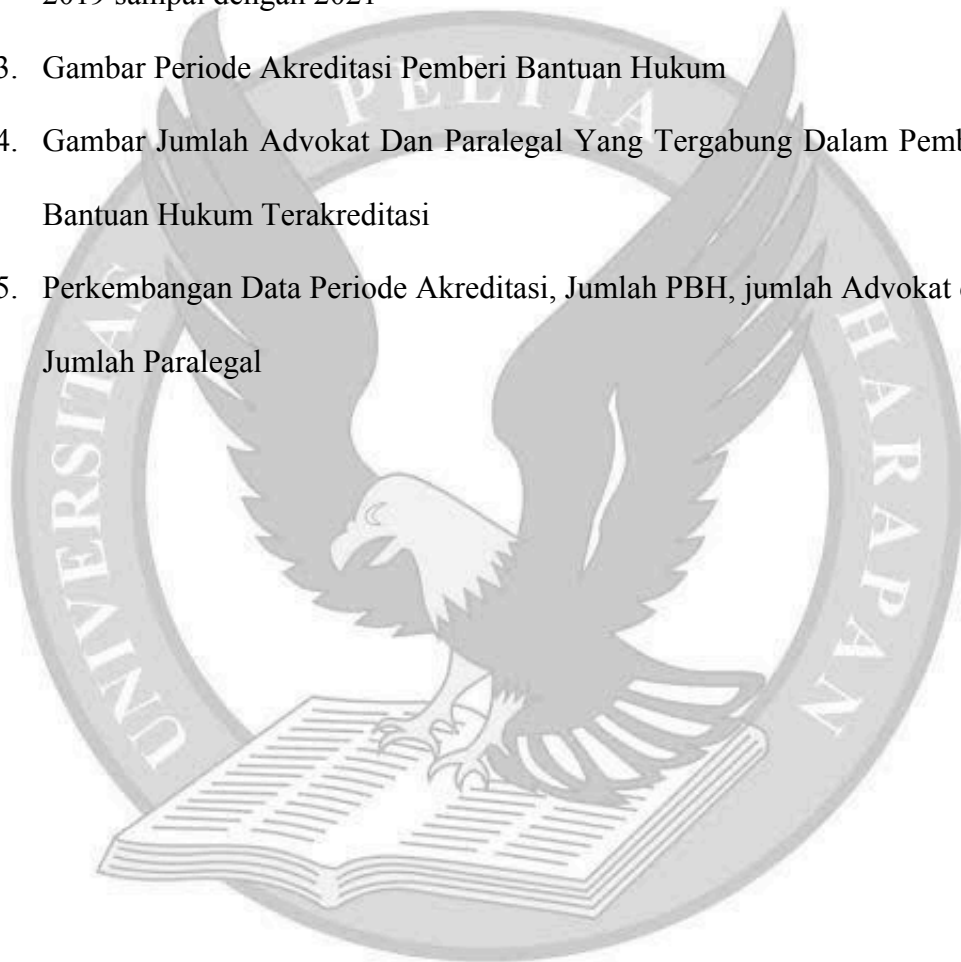 2019 sampai dengan 2021
3. Gambar Periode Akreditasi Pemberi Bantuan Hukum
4. Gambar Jumlah Advokat Dan Paralegal Yang Tergabung Dalam
Bantuan Hukum Terakreditasi
5. Perkembangan Data Periode Akreditasi, Jumlah PBH, jumlah Advokat
Jumlah Paralegal
UNIVERSITAS PELITA HARAPAN